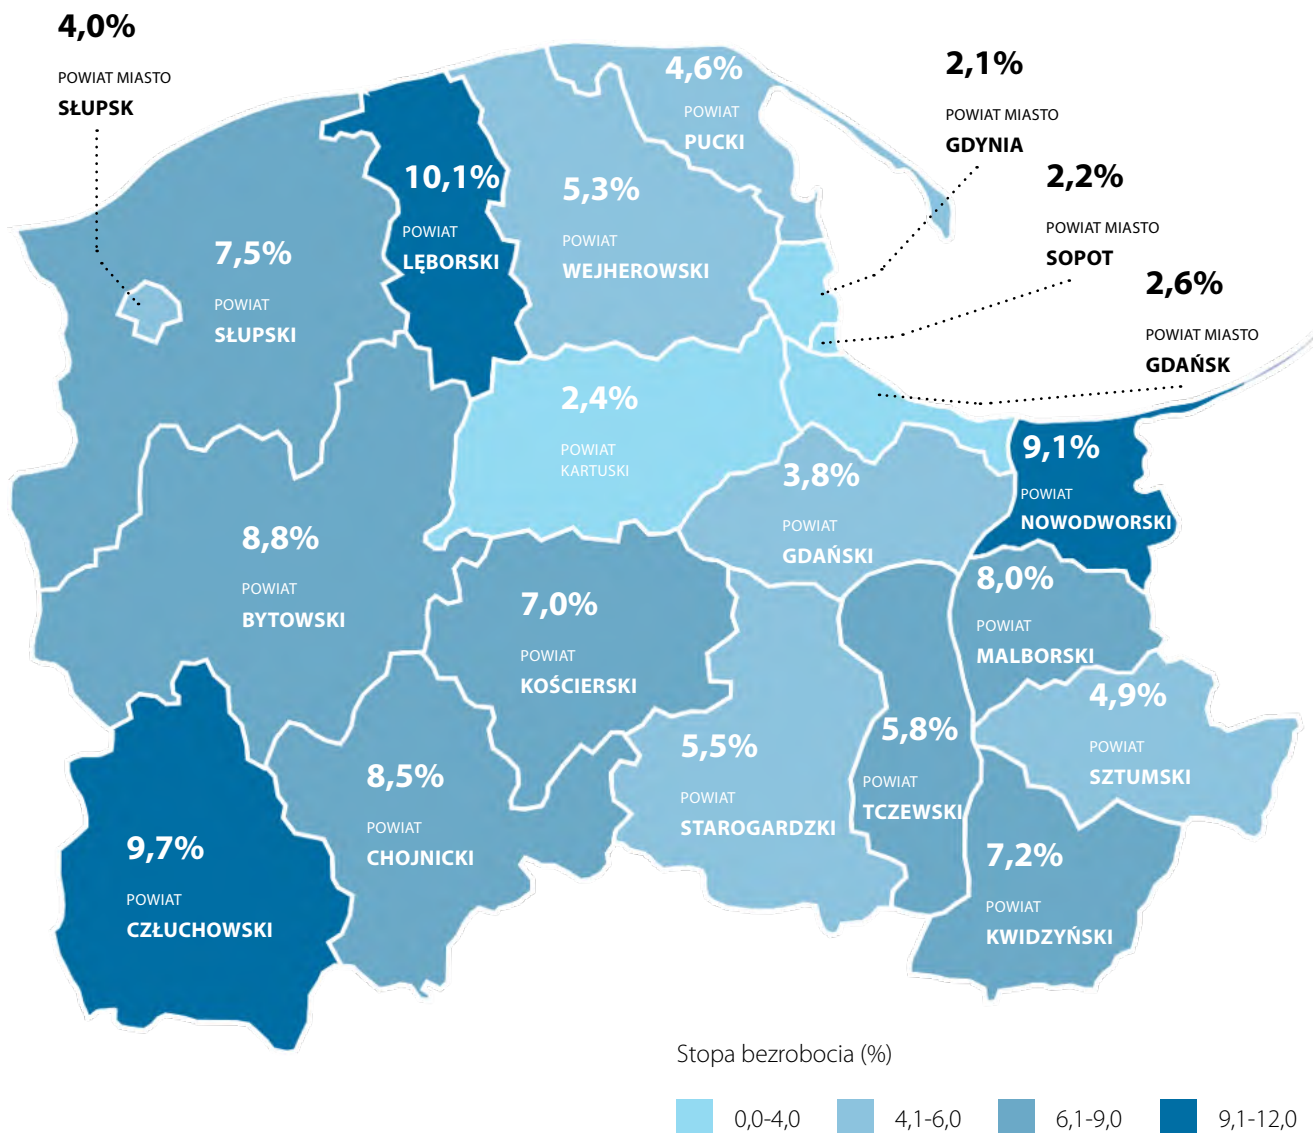 4,0%
POWIAT MIASTO
SŁUPSK
4,6%
POWIAT
PUCKI
2,1%
POWIAT MIASTO
GDYNIA
2,2%
POWIAT MIASTO
SOPOT
2,6%
POWIAT MIASTO
GDAŃSK
10,1%
POWIAT
LĘBORSKI
5,3%
POWIAT
WEJHEROWSKI
7,5%
POWIAT
SŁUPSKI
2,4%
POWIAT
KARTUSKI
9,1%
POWIAT
NOWODWORSKI
3,8%
POWIAT
GDAŃSKI
8,8%
POWIAT
BYTOWSKI
7,0%
POWIAT
KOŚCIERSKI
8,0%
POWIAT
MALBORSKI
4,9%
POWIAT
SZTUMSKI
5,5%
POWIAT
STAROGARDZKI
5,8%
POWIAT
TCZEWSKI
8,5%
POWIAT
CHOJNICKI
9,7%
POWIAT
CZŁUCHOWSKI
7,2%
POWIAT
KWIDZYŃSKI
Stopa bezrobocia (%)
0,0-4,0
4,1-6,0
6,1-9,0
9,1-12,0